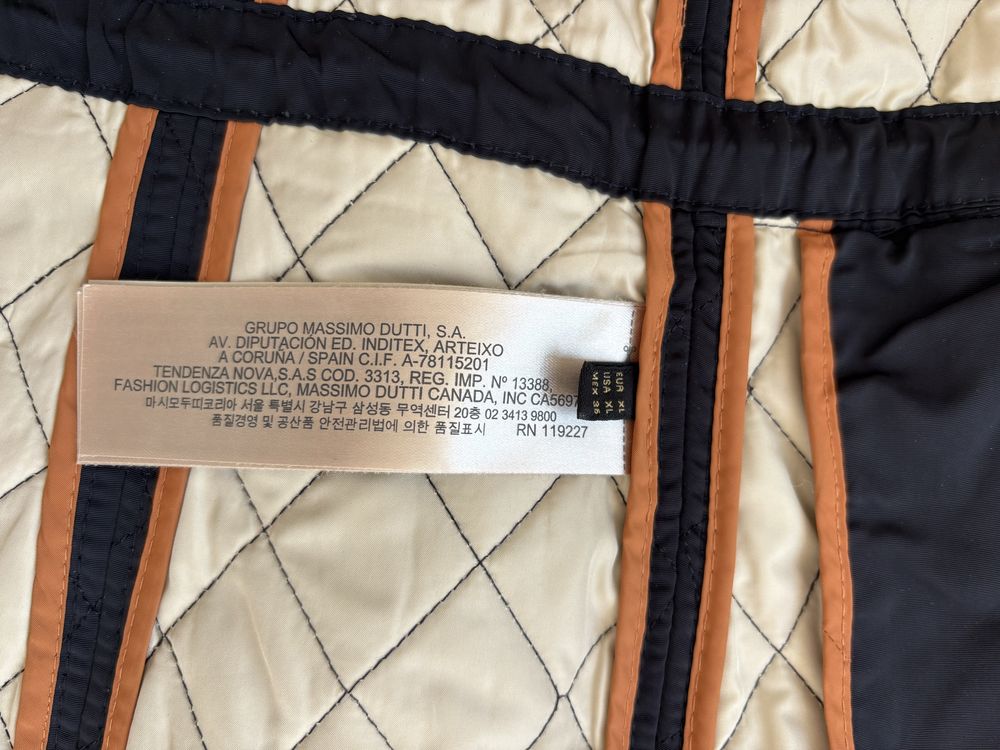 GRUPO MASSIMO DUTTI, S.A.
AV. DIPUTACIÓN ED. INDITEX, ARTEIXO
A CORUÑA / SPAIN C.I.F. A-78115201
TENDENZA NOVA,S.A.S COD. 3313, REG. IMP. Nº 13388,
FASHION LOGISTICS LLC, MASSIMO DUTTI CANADA, INC CA5697
마시모두띠코리아 서울 특별시 강남구 삼성동 무역센터 20층 02 3413 9800
품질경영 및 공산품 안전관리법에 의한 품질표시 RN 119227
EUR XL
USA XL
MEX 36